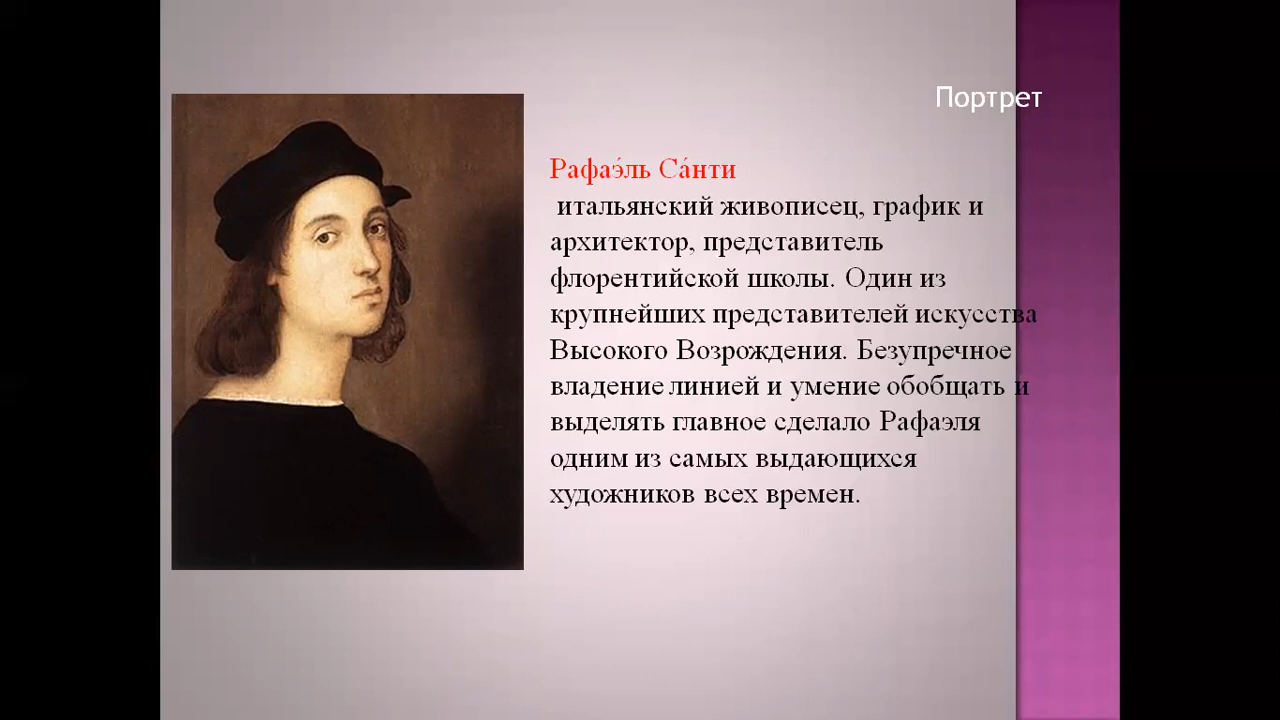 Портрет
Рафаэ́ль Са́нти
итальянский живописец, график и
архитектор, представитель
флорентийской школы. Один из
крупнейших представителей искусства
Высокого Возрождения. Безупречное
владение линией и умение обобщать и
выделять главное сделало Рафаэля
одним из самых выдающихся
художников всех времен.